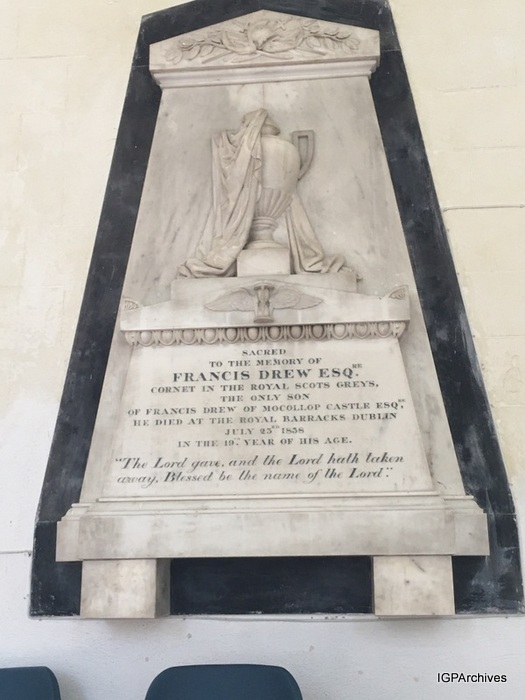 SACRED
TO THE MEMORY OF
FRANCIS DREW ESQ.RE
CORNET IN THE ROYAL SCOTS GREYS,
THE ONLY SON
OF FRANCIS DREW OF MOCOLLOP CASTLE ESQ.RE
HE DIED AT THE ROYAL BARRACKS DUBLIN
JULY 23RD 1838
IN THE 19TH YEAR OF HIS AGE.
"The Lord gave, and the Lord hath taken
away, Blessed be the name of the Lord".
IGPArchives